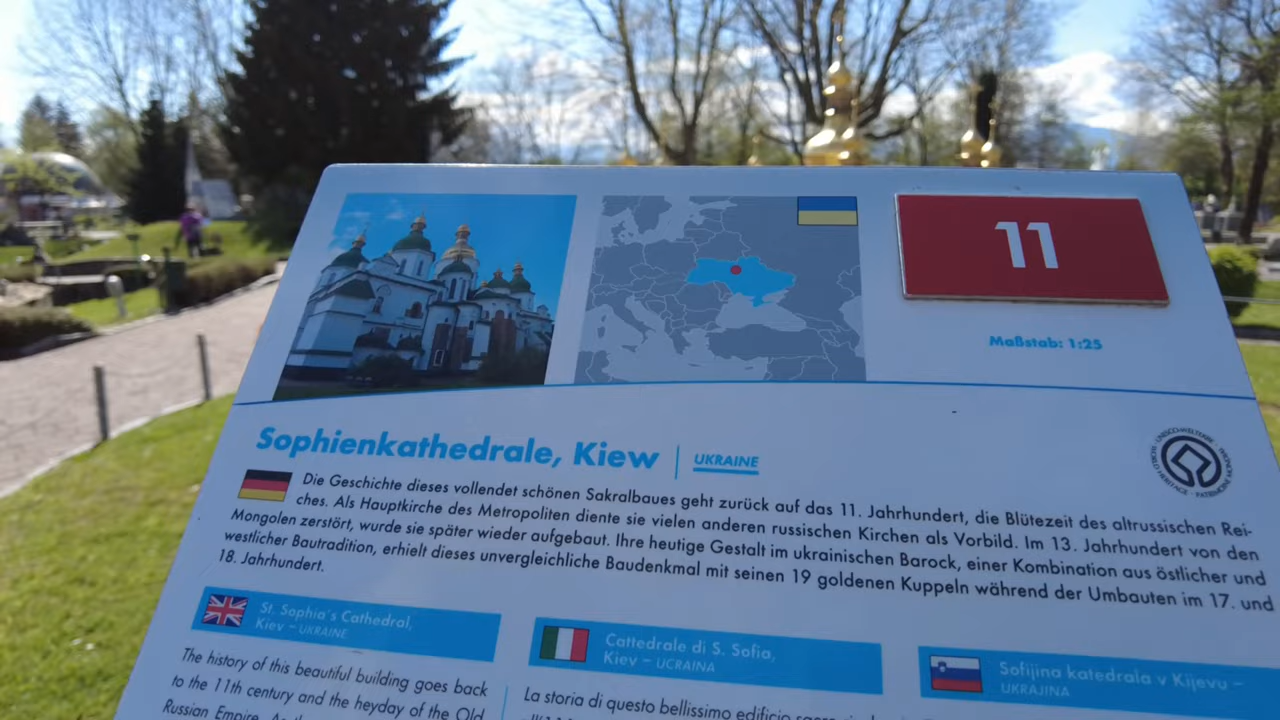 11
Maßstab: 1:25
Sophienkathedrale, Kiew | UKRAINE
Die Geschichte dieses vollendet schönen Sakralbaues geht zurück auf das 11. Jahrhundert, die Blütezeit des altrussischen Rei-
ches. Als Hauptkirche des Metropoliten diente sie vielen anderen russischen Kirchen als Vorbild. Im 13. Jahrhundert von den
Mongolen zerstört, wurde sie später wieder aufgebaut. Ihre heutige Gestalt im ukrainischen Barock, einer Kombination aus östlicher und
westlicher Bautradition, erhielt dieses unvergleichliche Baudenkmal mit seinen 19 goldenen Kuppeln während der Umbauten im 17. und
18. Jahrhundert.
St. Sophia's Cathedral,
Kiev – UKRAINE
The history of this beautiful building goes back
to the 11th century and the heyday of the Old
Russian Empire.
Cattedrale di S. Sofia,
Kiev – UCRAINA
La storia di questo bellissimo edificio
Sofijina katedrala v Kijevu –
UKRAJINA